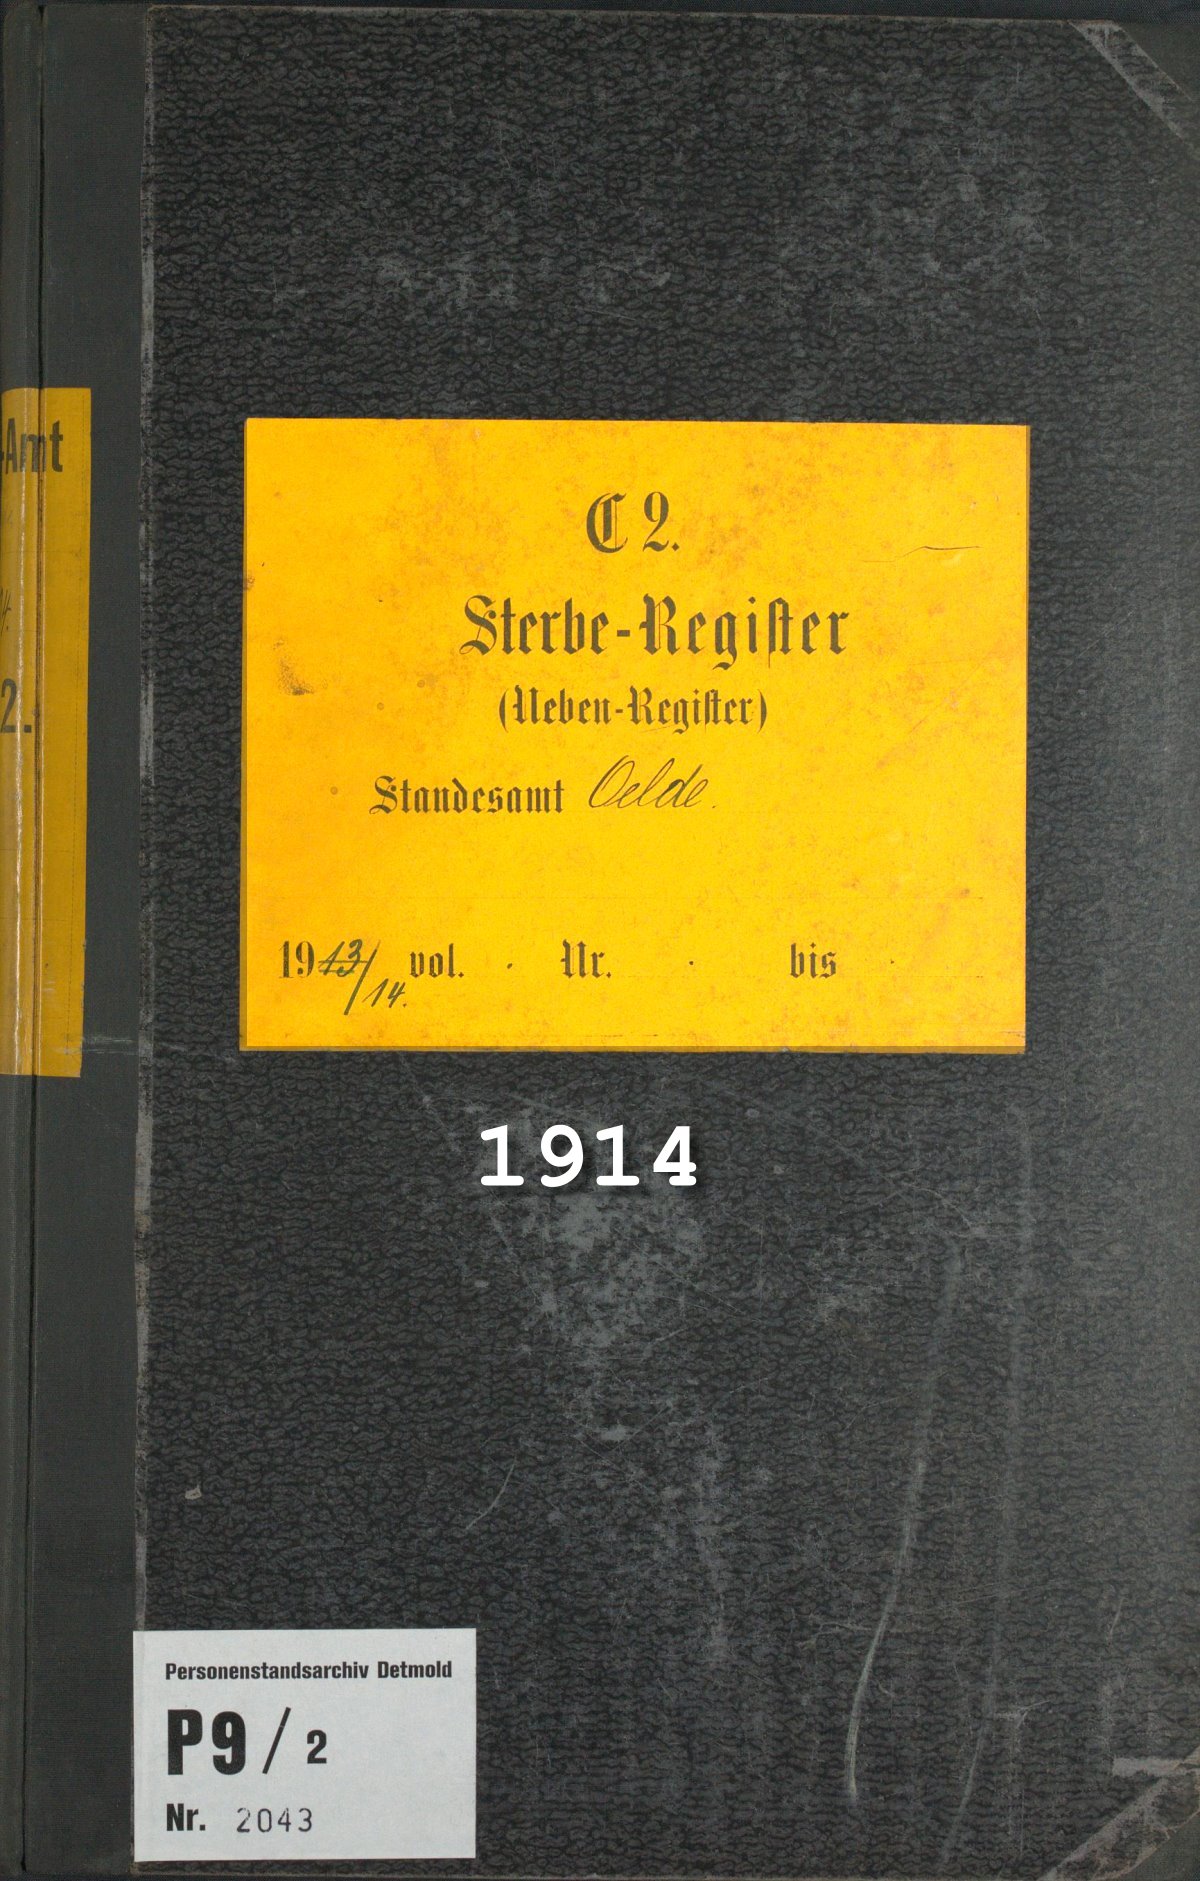 -Amt
4.
2.
C 2.
Sterbe-Register
(Neben-Register)
Standesamt Oelde.
1913/14. vol. Nr. bis
1914
Personenstandsarchiv Detmold
P9/2
Nr. 2043